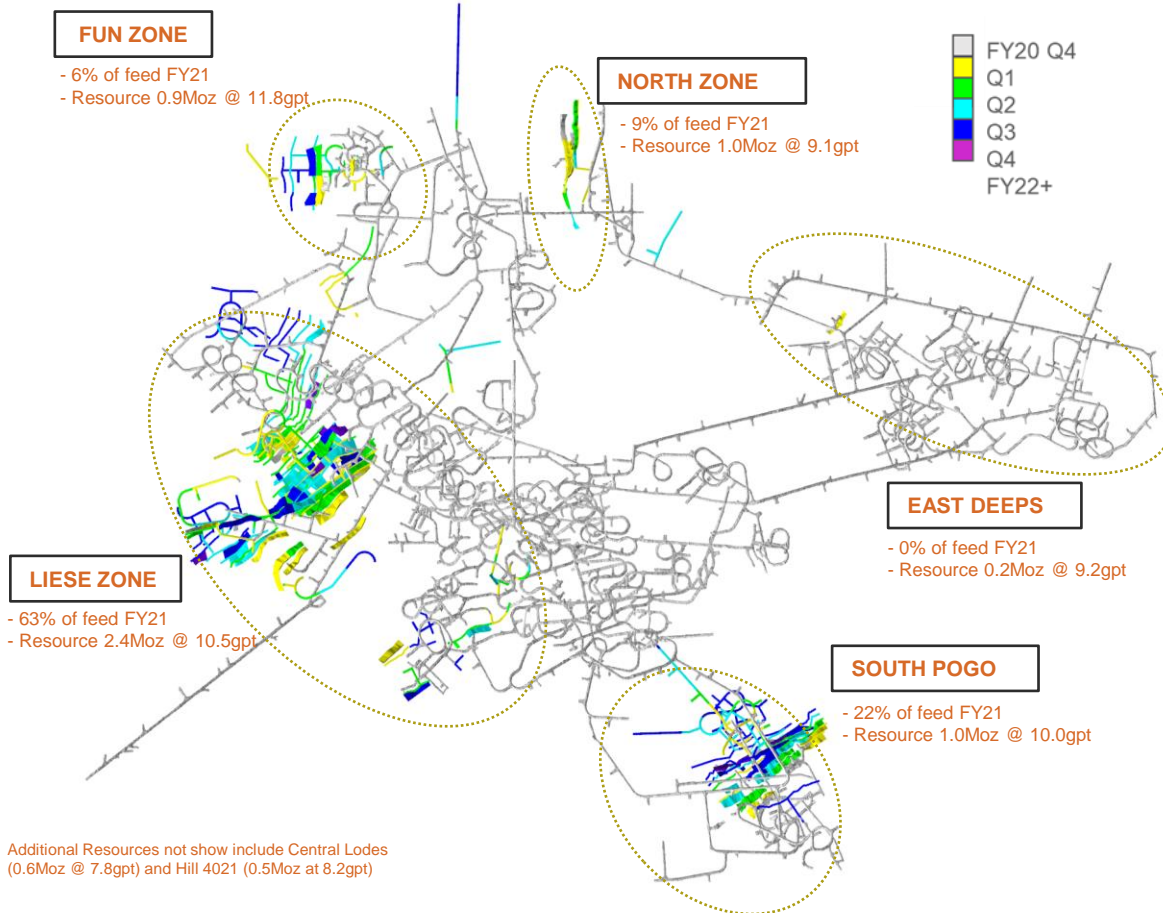 FUN ZONE
- 6% of feed FY21
- Resource 0.9Moz @ 11.8gpt
NORTH ZONE
- 9% of feed FY21
- Resource 1.0Moz @ 9.1gpt
FY20 Q4
Q1
Q2
Q3
Q4
FY22+
EAST DEEPS
- 0% of feed FY21
- Resource 0.2Moz @ 9.2gpt
LIESE ZONE
- 63% of feed FY21
- Resource 2.4Moz @ 10.5gpt
SOUTH POGO
- 22% of feed FY21
- Resource 1.0Moz @ 10.0gpt
Additional Resources not show include Central Lodes
(0.6Moz @ 7.8gpt) and Hill 4021 (0.5Moz at 8.2gpt)